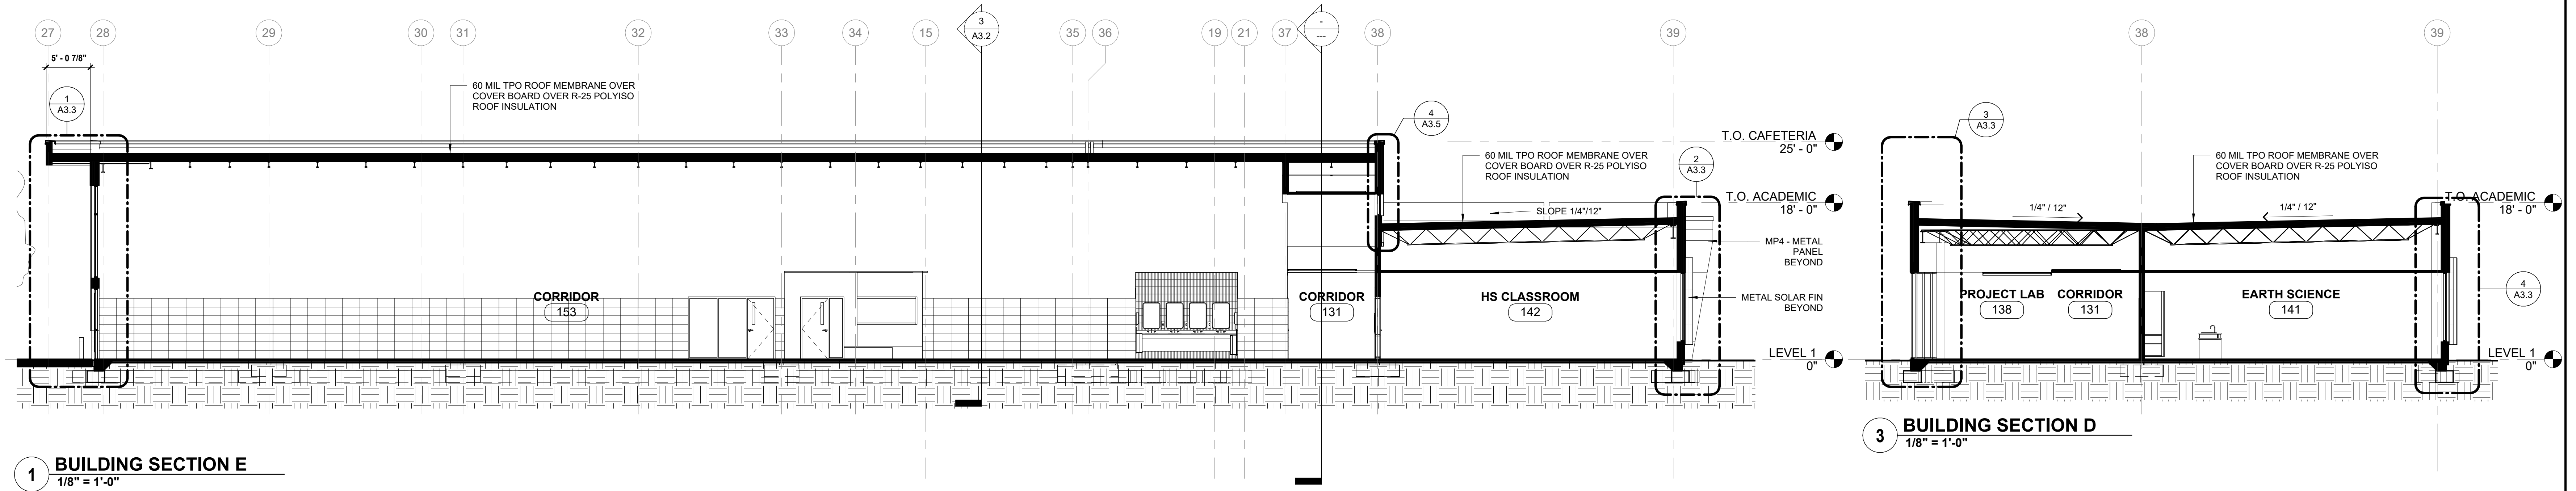 27
28
29
30
31
32
33
34
15
3
A3.2
35
36
19
21
37
-
---
38
39
38
39
5' - 0 7/8"
1
A3.3
60 MIL TPO ROOF MEMBRANE OVER
COVER BOARD OVER R-25 POLYISO
ROOF INSULATION
4
A3.5
T.O. CAFETERIA
25' - 0"
60 MIL TPO ROOF MEMBRANE OVER
COVER BOARD OVER R-25 POLYISO
ROOF INSULATION
2
A3.3
T.O. ACADEMIC
18' - 0"
SLOPE 1/4"/12"
MP4 - METAL
PANEL
BEYOND
METAL SOLAR FIN
BEYOND
CORRIDOR
153
CORRIDOR
131
HS CLASSROOM
142
LEVEL 1
0"
1
BUILDING SECTION E
1/8" = 1'-0"
3
A3.3
60 MIL TPO ROOF MEMBRANE OVER
COVER BOARD OVER R-25 POLYISO
ROOF INSULATION
1/4" / 12"
1/4" / 12"
T.O. ACADEMIC
18' - 0"
PROJECT LAB
138
CORRIDOR
131
EARTH SCIENCE
141
4
A3.3
LEVEL 1
0"
3
BUILDING SECTION D
1/8" = 1'-0"